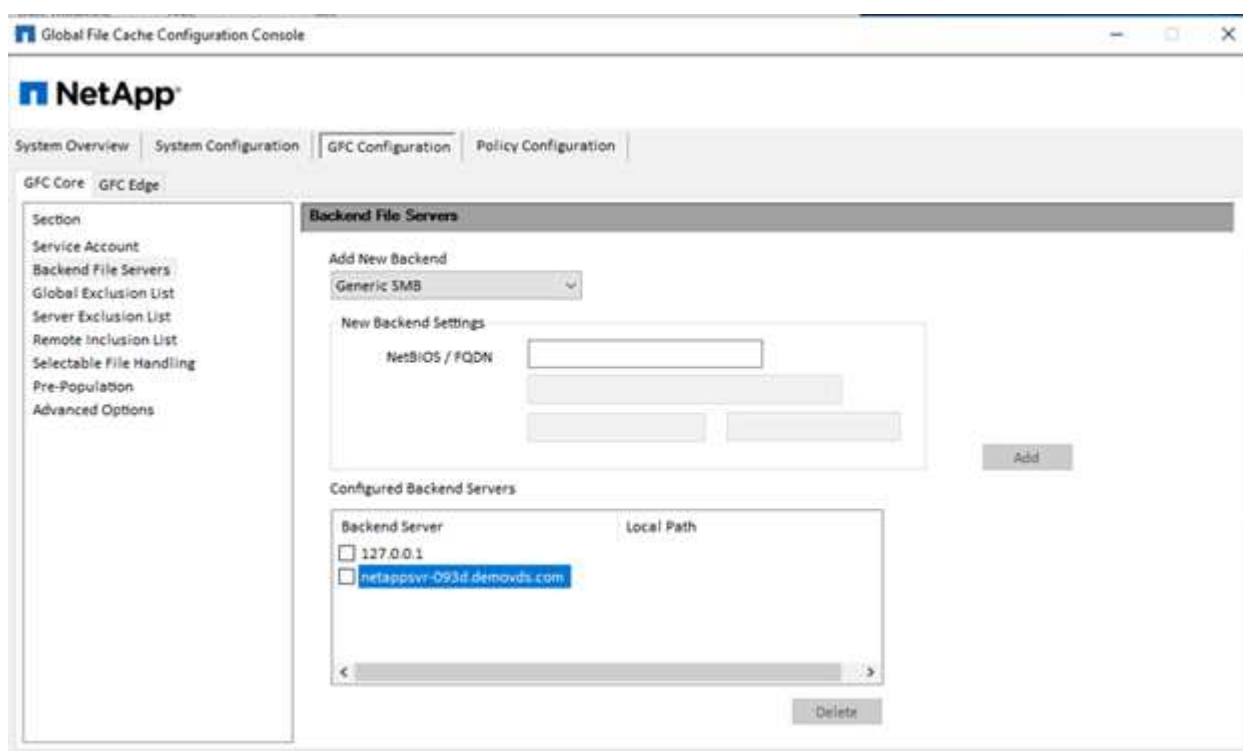 Global File Cache Configuration Console
NetApp
System Overview System Configuration GFC Configuration Policy Configuration
GFC Core GFC Edge
Section
Service Account
Backend File Servers
Global Exclusion List
Server Exclusion List
Remote Inclusion List
Selectable File Handling
Pre-Population
Advanced Options
Backend File Servers
Add New Backend
Generic SMB
New Backend Settings
NetBIOS / FQDN
Add
Configured Backend Servers
Backend Server Local Path
127.0.0.1
netappsvr-093d.demovds.com
Delete